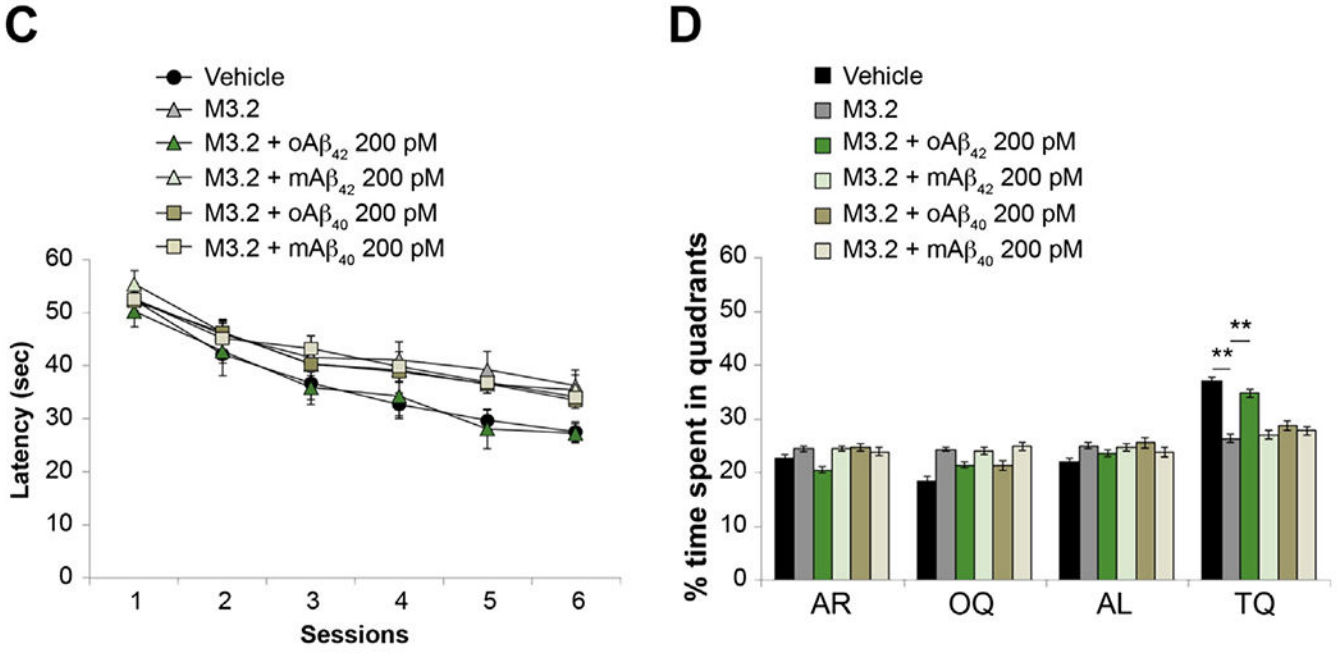 C
Vehicle
M3.2
M3.2 + oAβ42 200 pM
M3.2 + mAβ42 200 pM
M3.2 + oAβ40 200 pM
M3.2 + mAβ40 200 pM
60
50
40
30
20
10
0
Latency (sec)
1 2 3 4 5 6
Sessions
D
Vehicle
M3.2
M3.2 + oAβ42 200 pM
M3.2 + mAβ42 200 pM
M3.2 + oAβ40 200 pM
M3.2 + mAβ40 200 pM
60
50
40
30
20
10
0
% time spent in quadrants
**
**
AR OQ AL TQ